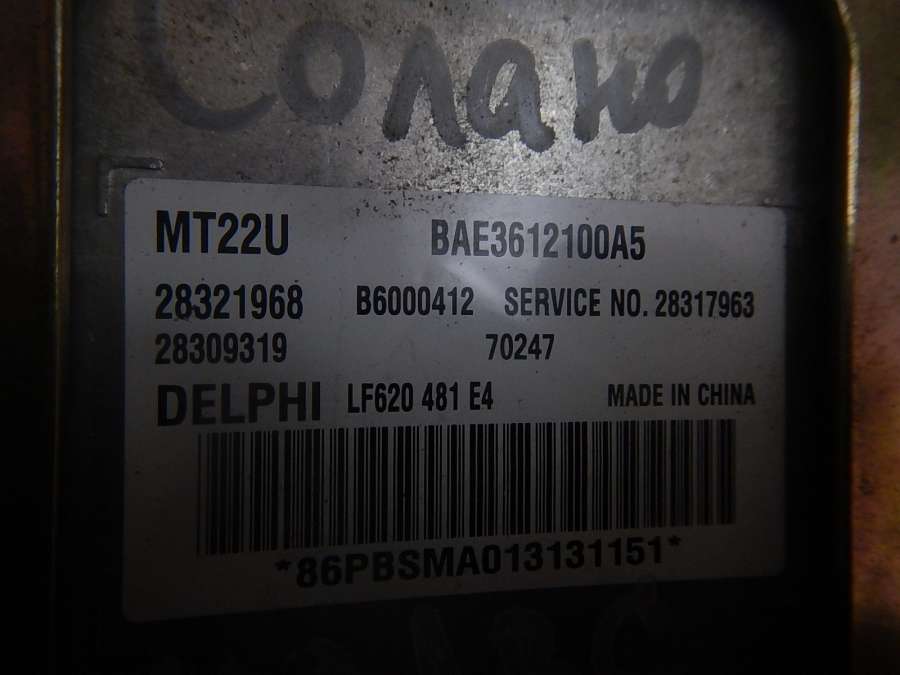 Солано
MT22U BAE3612100A5
28321968 B6000412 SERVICE NO. 28317963
28309319 70247
DELPHI LF620 481 E4 MADE IN CHINA
*86PBSMA013131151*